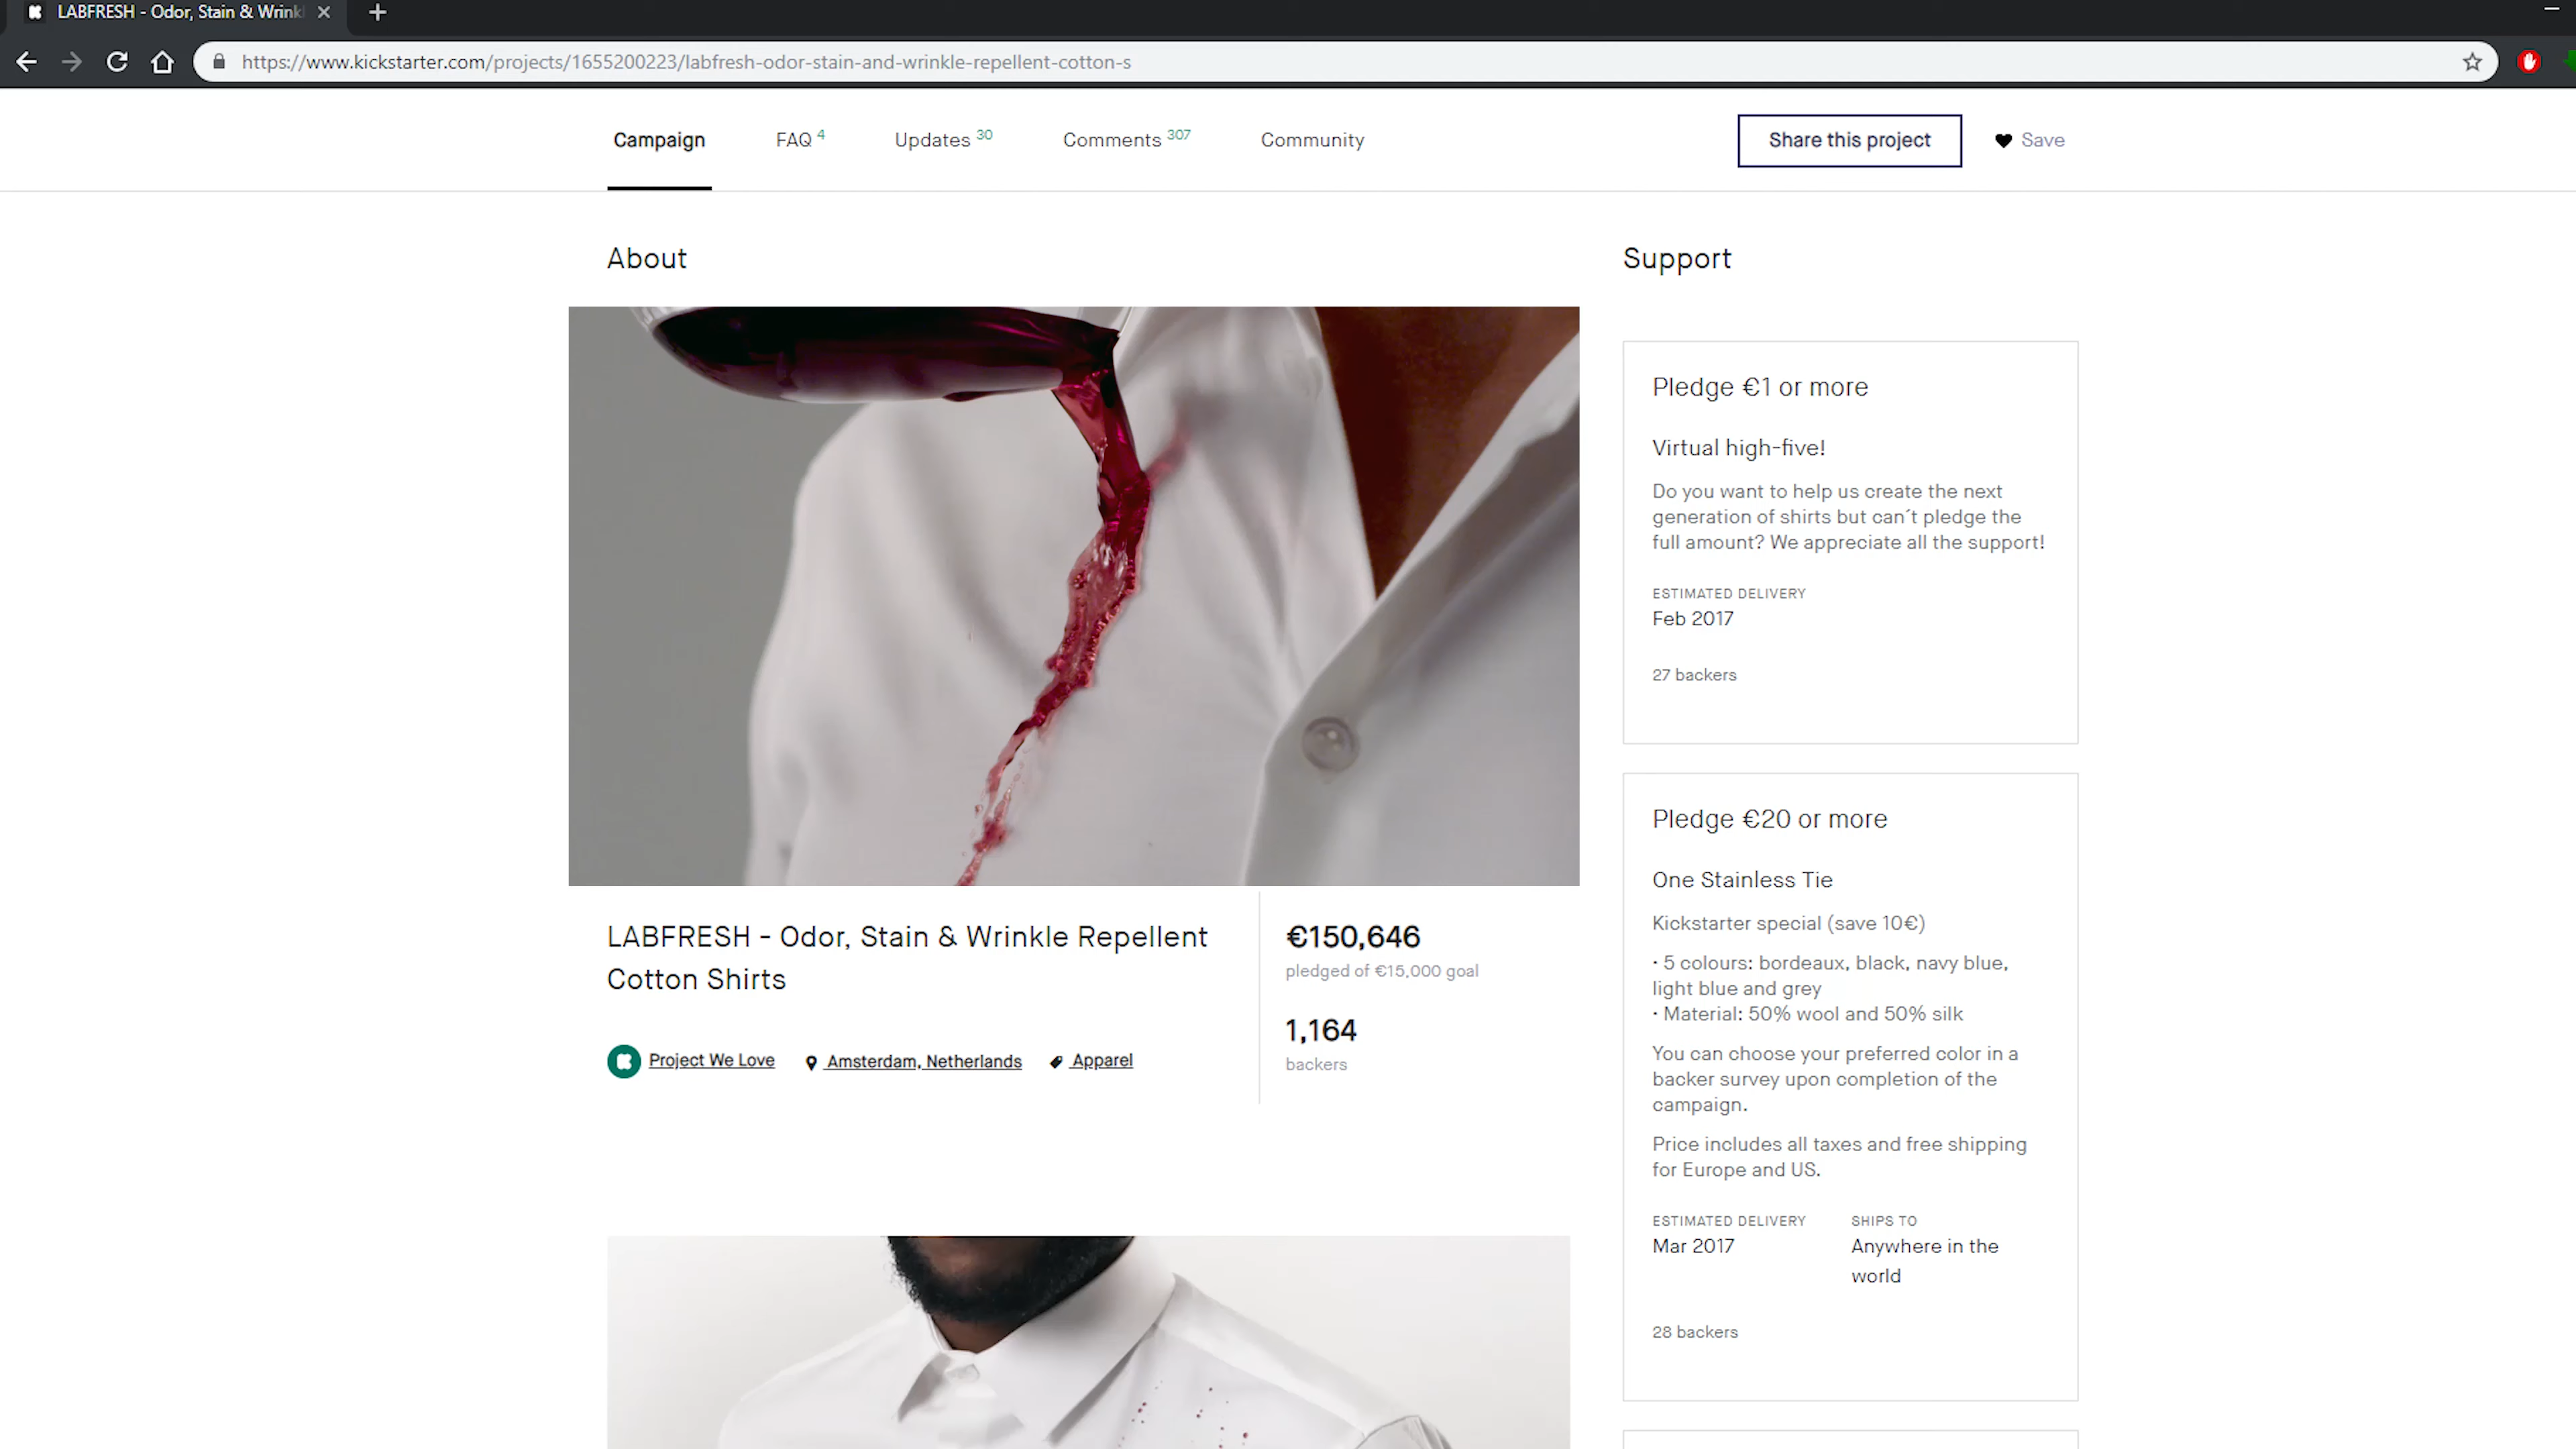 LABFRESH - Odor, Stain & Wrink
https://www.kickstarter.com/projects/1655200223/labfresh-odor-stain-and-wrinkle-repellent-cotton-s
Campaign
FAQ 4
Updates 30
Comments 307
Community
Share this project
Save
About
LABFRESH - Odor, Stain & Wrinkle Repellent
Cotton Shirts
Project We Love
Amsterdam, Netherlands
Apparel
€150,646
pledged of €15,000 goal
1,164
backers
Support
Pledge €1 or more
Virtual high-five!
Do you want to help us create the next
generation of shirts but can´t pledge the
full amount? We appreciate all the support!
ESTIMATED DELIVERY
Feb 2017
27 backers
Pledge €20 or more
One Stainless Tie
Kickstarter special (save 10€)
· 5 colours: bordeaux, black, navy blue,
light blue and grey
· Material: 50% wool and 50% silk
You can choose your preferred color in a
backer survey upon completion of the
campaign.
Price includes all taxes and free shipping
for Europe and US.
ESTIMATED DELIVERY
Mar 2017
SHIPS TO
Anywhere in the
world
28 backers